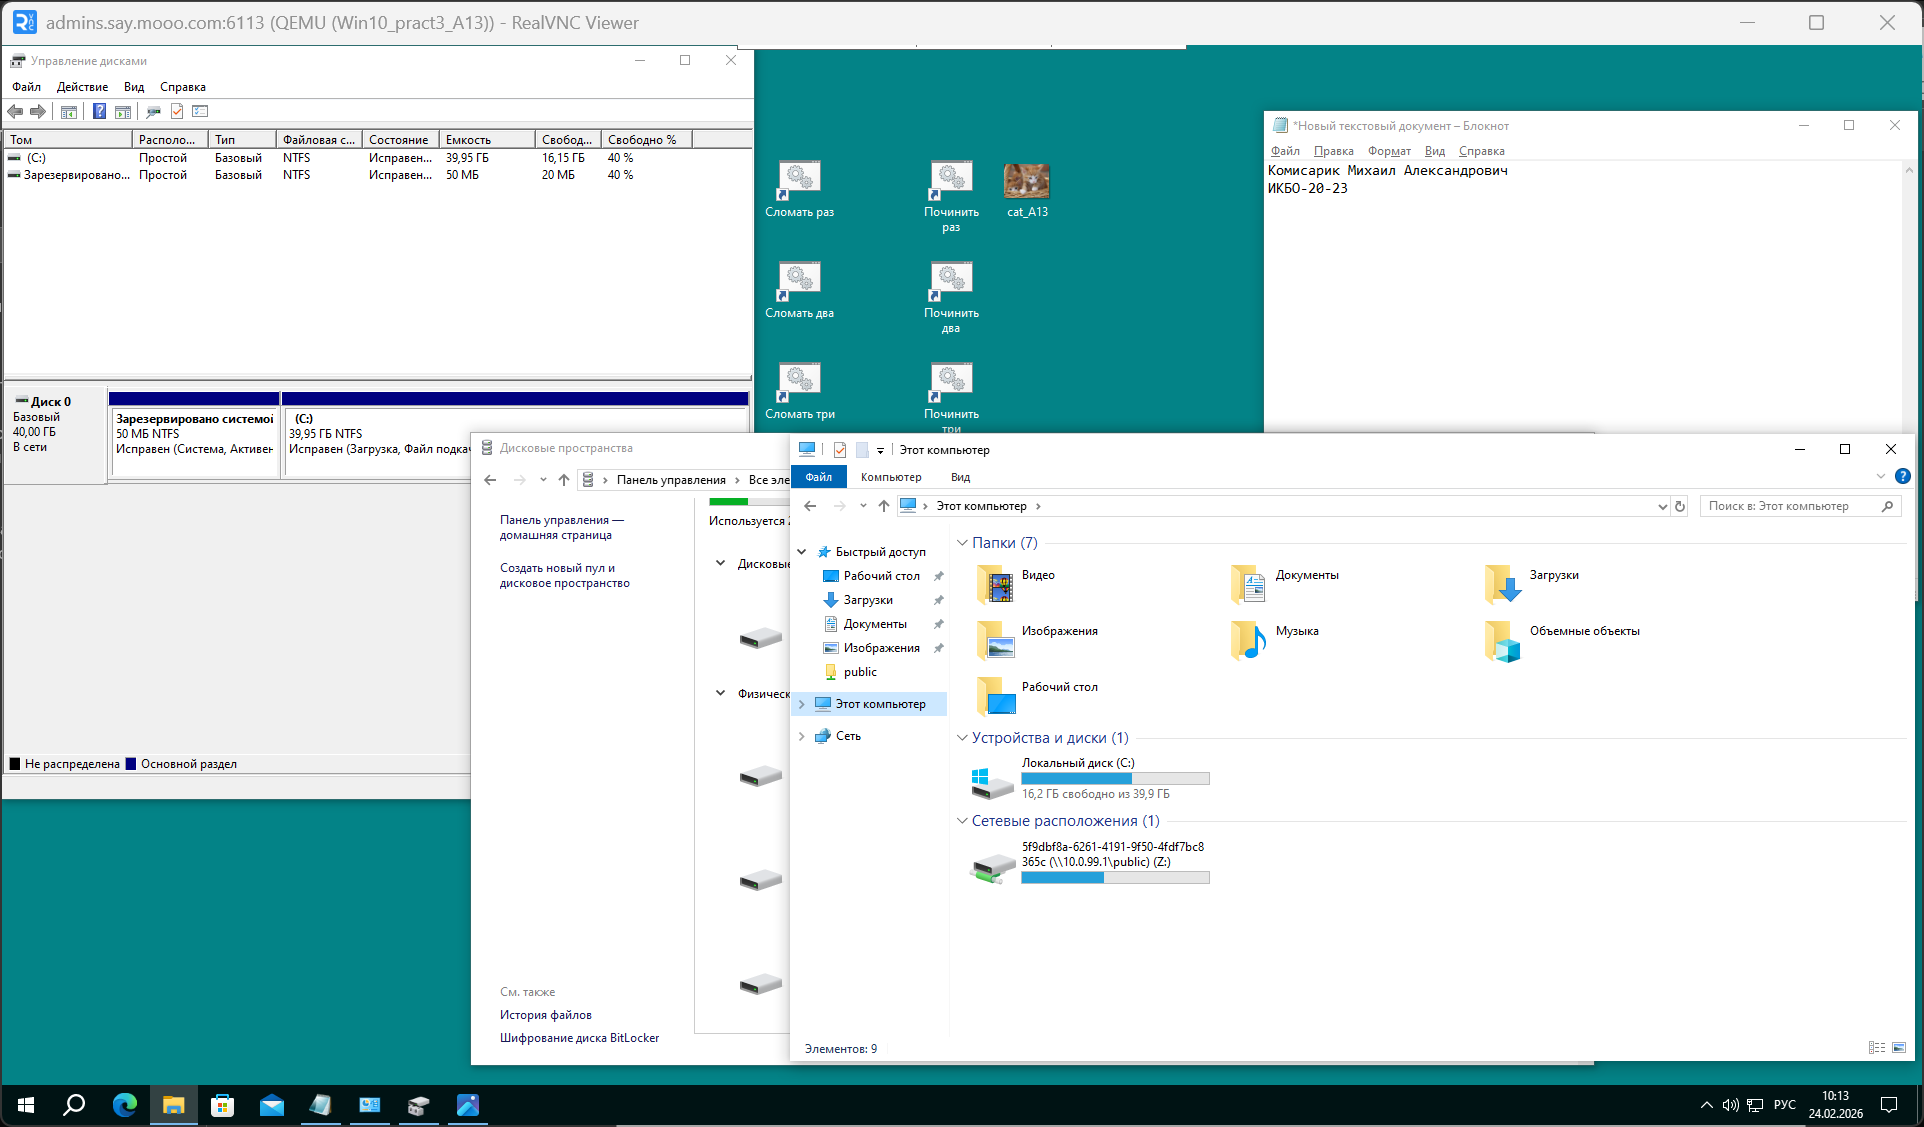 admins.say.mooo.com:6113 (QEMU (Win10_pract3_A13)) - RealVNC Viewer
Управление дисками
Файл Действие Вид Справка
Том Располо... Тип Файловая с... Состояние Емкость Свобод... Свободно %
(C:) Простой Базовый NTFS Исправен... 39,95 ГБ 16,15 ГБ 40 %
Зарезервировано... Простой Базовый NTFS Исправен... 50 МБ 20 МБ 40 %
Диск 0
Базовый
40,00 ГБ
В сети
Зарезервировано системой
50 МБ NTFS
Исправен (Система, Активен
(C:)
39,95 ГБ NTFS
Исправен (Загрузка, Файл подка
Не распределена Основной раздел
Сломать раз
Починить
раз
cat_A13
Сломать два
Починить
два
Сломать три
Починить
три
*Новый текстовый документ – Блокнот
Файл Правка Формат Вид Справка
Комисарик Михаил Александрович
ИКБО-20-23
Дисковые пространства
Панель управления Все эле
Панель управления —
домашняя страница
Создать новый пул и
дисковое пространство
Используется
Дисковые
Физическ
См. также
История файлов
Шифрование диска BitLocker
Этот компьютер
Файл Компьютер Вид
Этот компьютер
Поиск в: Этот компьютер
Быстрый доступ
Рабочий стол
Загрузки
Документы
Изображения
public
Этот компьютер
Сеть
Папки (7)
Видео
Документы
Загрузки
Изображения
Музыка
Объемные объекты
Рабочий стол
Устройства и диски (1)
Локальный диск (C:)
16,2 ГБ свободно из 39,9 ГБ
Сетевые расположения (1)
5f9dbf8a-6261-4191-9f50-4fdf7bc8
365c (\\10.0.99.1\public) (Z:)
Элементов: 9
РУС
10:13
24.02.2026